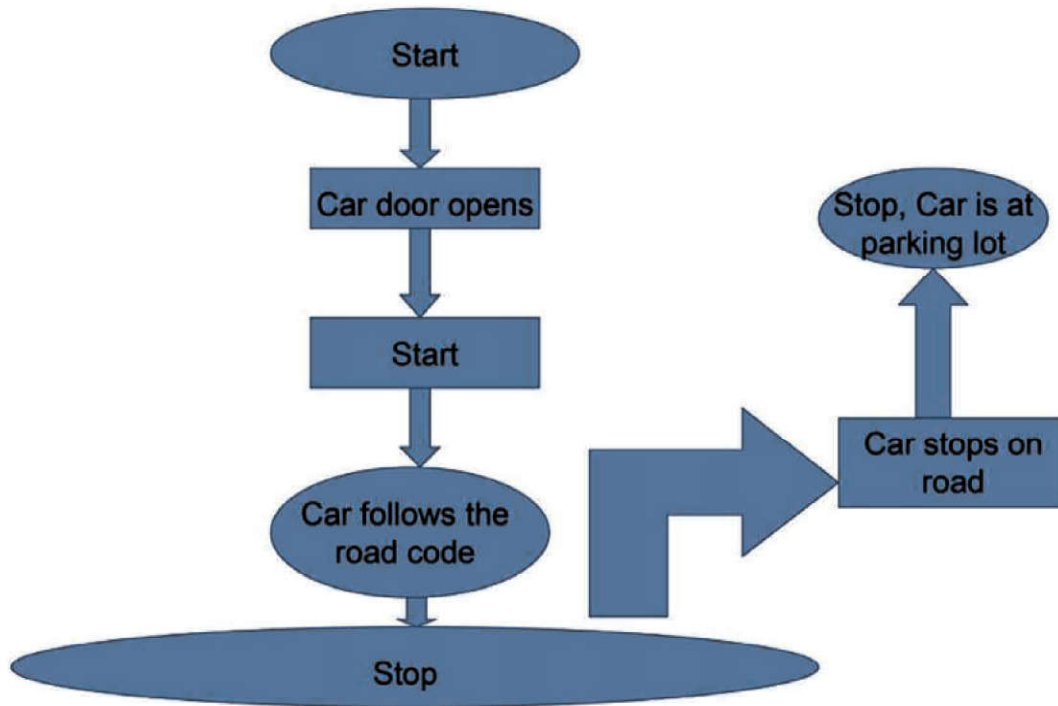 Start
Car door opens
Start
Car follows the
road code
Stop
Car stops on
road
Stop, Car is at
parking lot